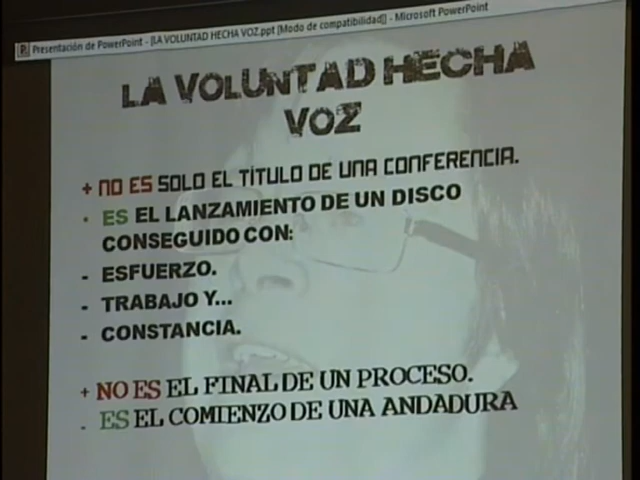 Presentación de PowerPoint - [LA VOLUNTAD HECHA VOZ.ppt [Modo de compatibilidad]] - Microsoft PowerPoint
LA VOLUNTAD HECHA
VOZ
+ NO ES SOLO EL TÍTULO DE UNA CONFERENCIA.
· ES EL LANZAMIENTO DE UN DISCO
CONSEGUIDO CON:
- ESFUERZO.
- TRABAJO Y...
- CONSTANCIA.
+ NO ES EL FINAL DE UN PROCESO.
. ES EL COMIENZO DE UNA ANDADURA